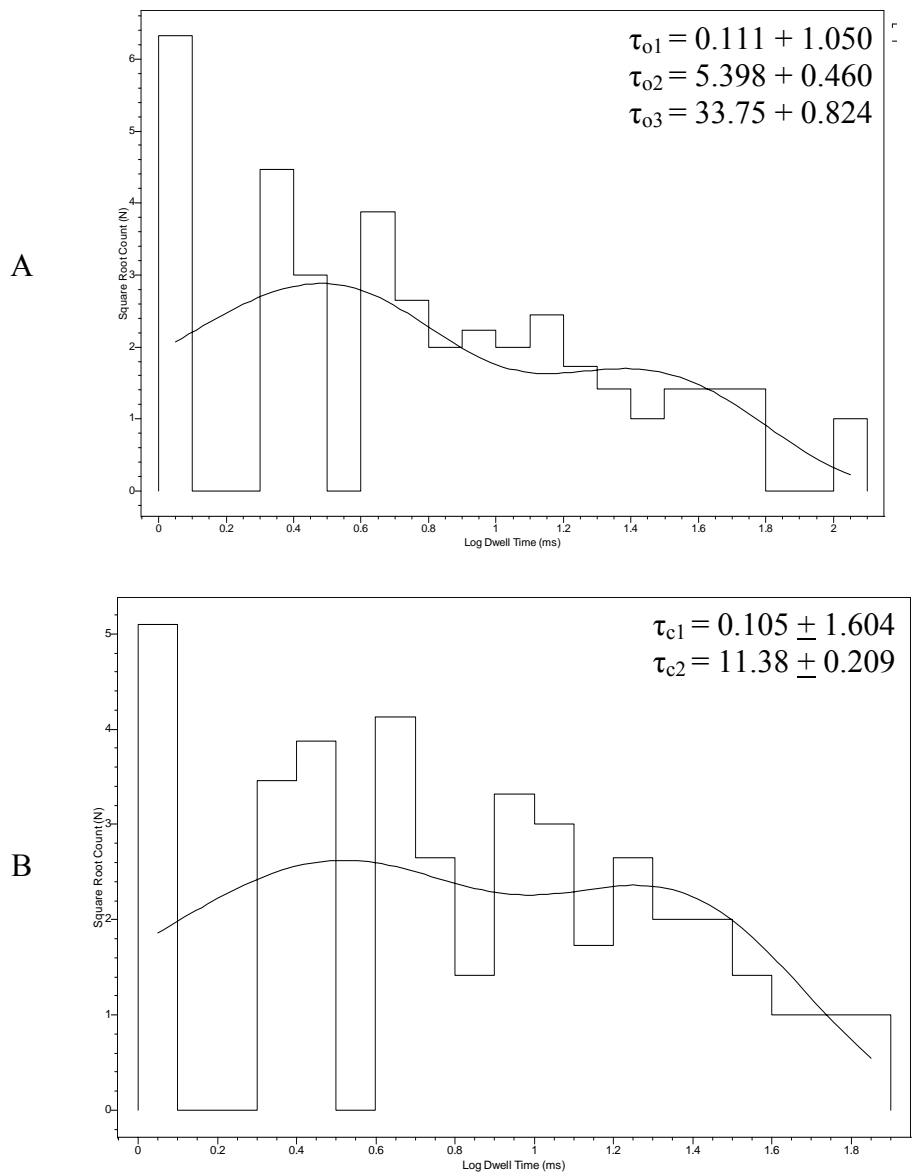 A
τo1 = 0.111 + 1.050
τo2 = 5.398 + 0.460
τo3 = 33.75 + 0.824
Square Root Count (N)
6
5
4
3
2
1
0
0 0.2 0.4 0.6 0.8 1 1.2 1.4 1.6 1.8 2
Log Dwell Time (ms)
B
τc1 = 0.105 ± 1.604
τc2 = 11.38 ± 0.209
Square Root Count (N)
5
4
3
2
1
0
0 0.2 0.4 0.6 0.8 1 1.2 1.4 1.6 1.8
Log Dwell Time (ms)